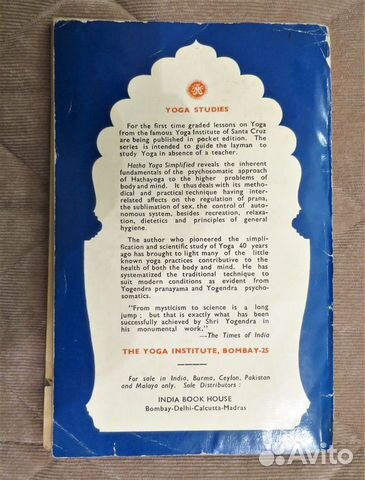 YOGA STUDIES
For the first time graded lessons on Yoga
from the famous Yoga Institute of Santa Cruz
are being published in pocket edition. The
series is intended to guide the layman to
study Yoga in absence of a teacher.
Hatha Yoga Simplified reveals the inherent
fundamentals of the psychosomatic approach
of Hathayoga to the higher problems of
body and mind. It thus deals with its metho-
dical and practical technique having inter-
related affects on the regulation of prana,
the sublimation of sex, the control of auto-
nomous system, besides recreation, relaxa-
tion, dietetics and principles of general
hygiene.
The author who pioneered the simpli-
fication and scientific study of Yoga 40 years
ago has brought to light many of the little
known yoga practices contributive to the
health of both the body and mind. He has
systematized the traditional technique to
suit modern conditions as evident from
Yogendra pranayama and Yogendra psycho-
somatics.
"From mysticism to science is a long
jump; but that is exactly what has been
successfully achieved by Shri Yogendra in
his monumental work."
—The Times of India
THE YOGA INSTITUTE, BOMBAY-25
For sale in India, Burma, Ceylon, Pakistan
and Malaya only. Sole Distributors:
INDIA BOOK HOUSE
Bombay-Delhi-Calcutta-Madras
Avito